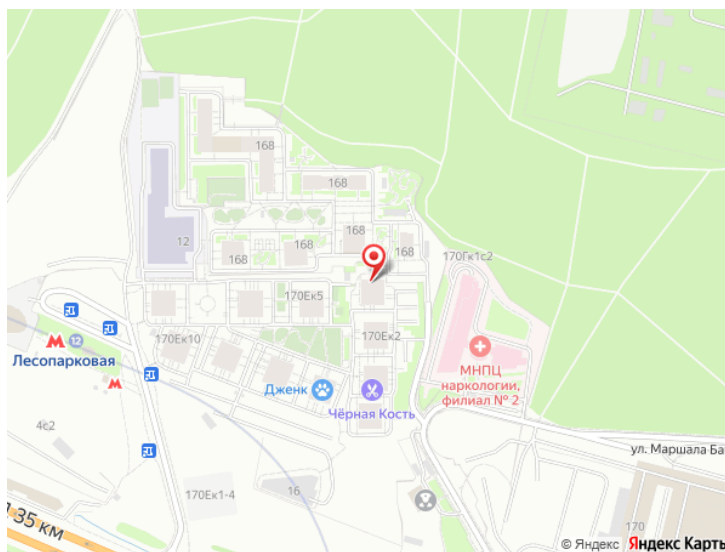 168
168
168
12
168
168
168
170Гк1с2
170Ек5
12
Лесопарковая
170Ек10
170Ек2
МНПЦ
наркологии,
филиал № 2
Дженк
Чёрная Кость
4с2
ул. Маршала Ба
170Ек1-4
16
170
35 км
© Яндекс Яндекс Карты